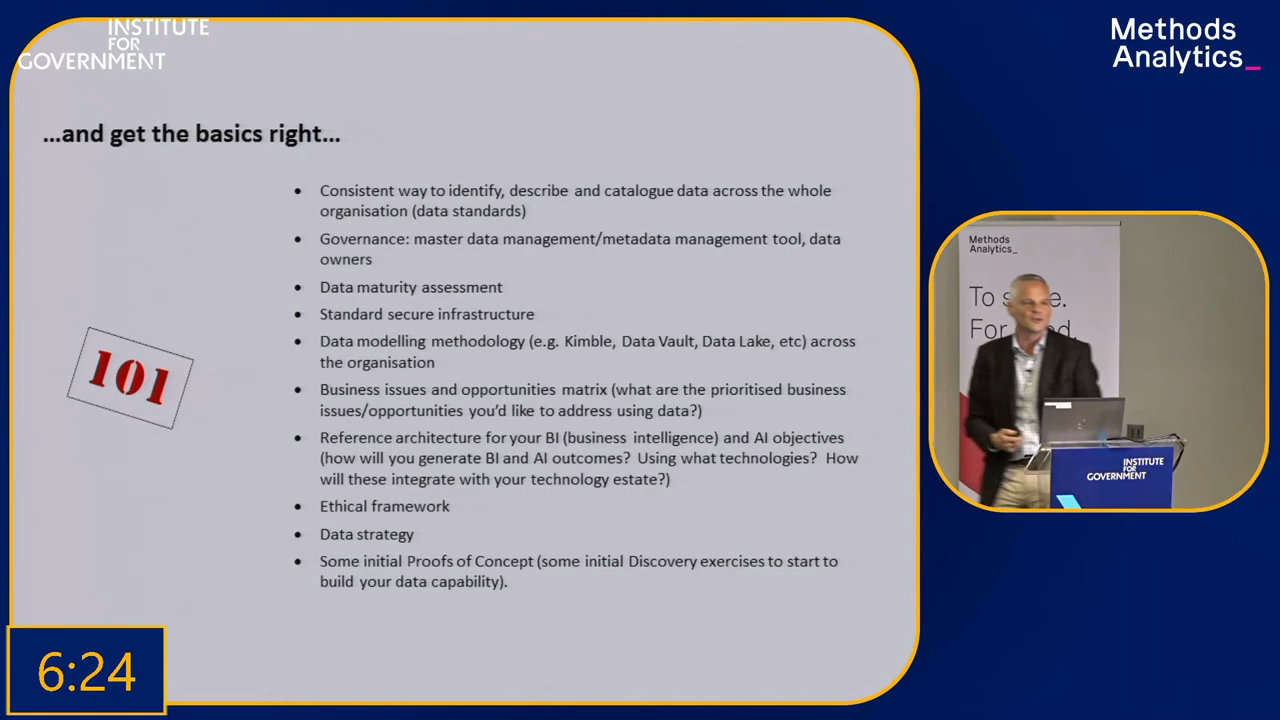 INSTITUTE
FOR
GOVERNMENT
Methods
Analytics_
...and get the basics right...
• Consistent way to identify, describe and catalogue data across the whole
organisation (data standards)
• Governance: master data management/metadata management tool, data
owners
• Data maturity assessment
• Standard secure infrastructure
• Data modelling methodology (e.g. Kimble, Data Vault, Data Lake, etc) across
the organisation
• Business issues and opportunities matrix (what are the prioritised business
issues/opportunities you'd like to address using data?)
• Reference architecture for your BI (business intelligence) and AI objectives
(how will you generate BI and AI outcomes? Using what technologies? How
will these integrate with your technology estate?)
• Ethical framework
• Data strategy
• Some initial Proofs of Concept (some initial Discovery exercises to start to
build your data capability).
101
6:24
Methods
Analytics_
To
For
INSTITUTE
FOR
GOVERNMENT